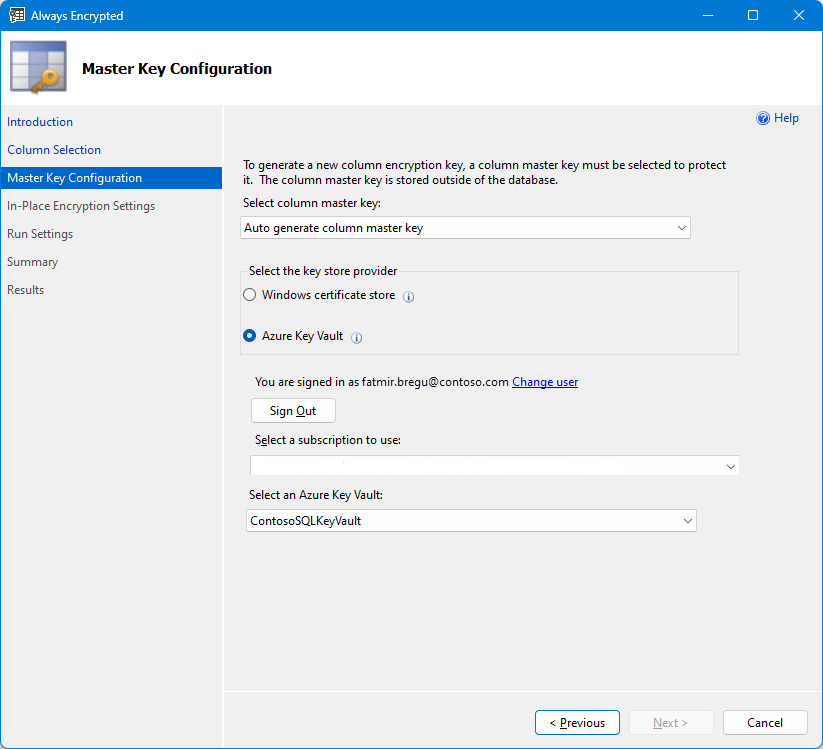 Always Encrypted
Master Key Configuration
Introduction
Column Selection
Master Key Configuration
In-Place Encryption Settings
Run Settings
Summary
Results
Help
To generate a new column encryption key, a column master key must be selected to protect
it. The column master key is stored outside of the database.
Select column master key:
Auto generate column master key
Select the key store provider
Windows certificate store
Azure Key Vault
You are signed in as fatmir.bregu@contoso.com Change user
Sign Out
Select a subscription to use:
Select an Azure Key Vault:
ContosoSQLKeyVault
< Previous
Next >
Cancel